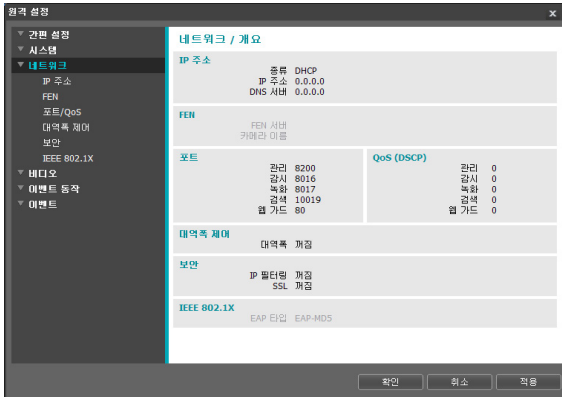 원격 설정
x
간편 설정
시스템
네트워크
IP 주소
FEN
포트/QoS
대역폭 제어
보안
IEEE 802.1X
비디오
이벤트 동작
이벤트
네트워크 / 개요
IP 주소
종류 DHCP
IP 주소 0.0.0.0
DNS 서버 0.0.0.0
FEN
FEN 서버
카메라 이름
포트
관리 8200
감시 8016
녹화 8017
검색 10019
웹 가드 80
QoS (DSCP)
관리 0
감시 0
녹화 0
검색 0
웹 가드 0
대역폭 제어
대역폭 꺼짐
보안
IP 필터링 꺼짐
SSL 꺼짐
IEEE 802.1X
EAP 타입 EAP-MD5
확인 취소 적용